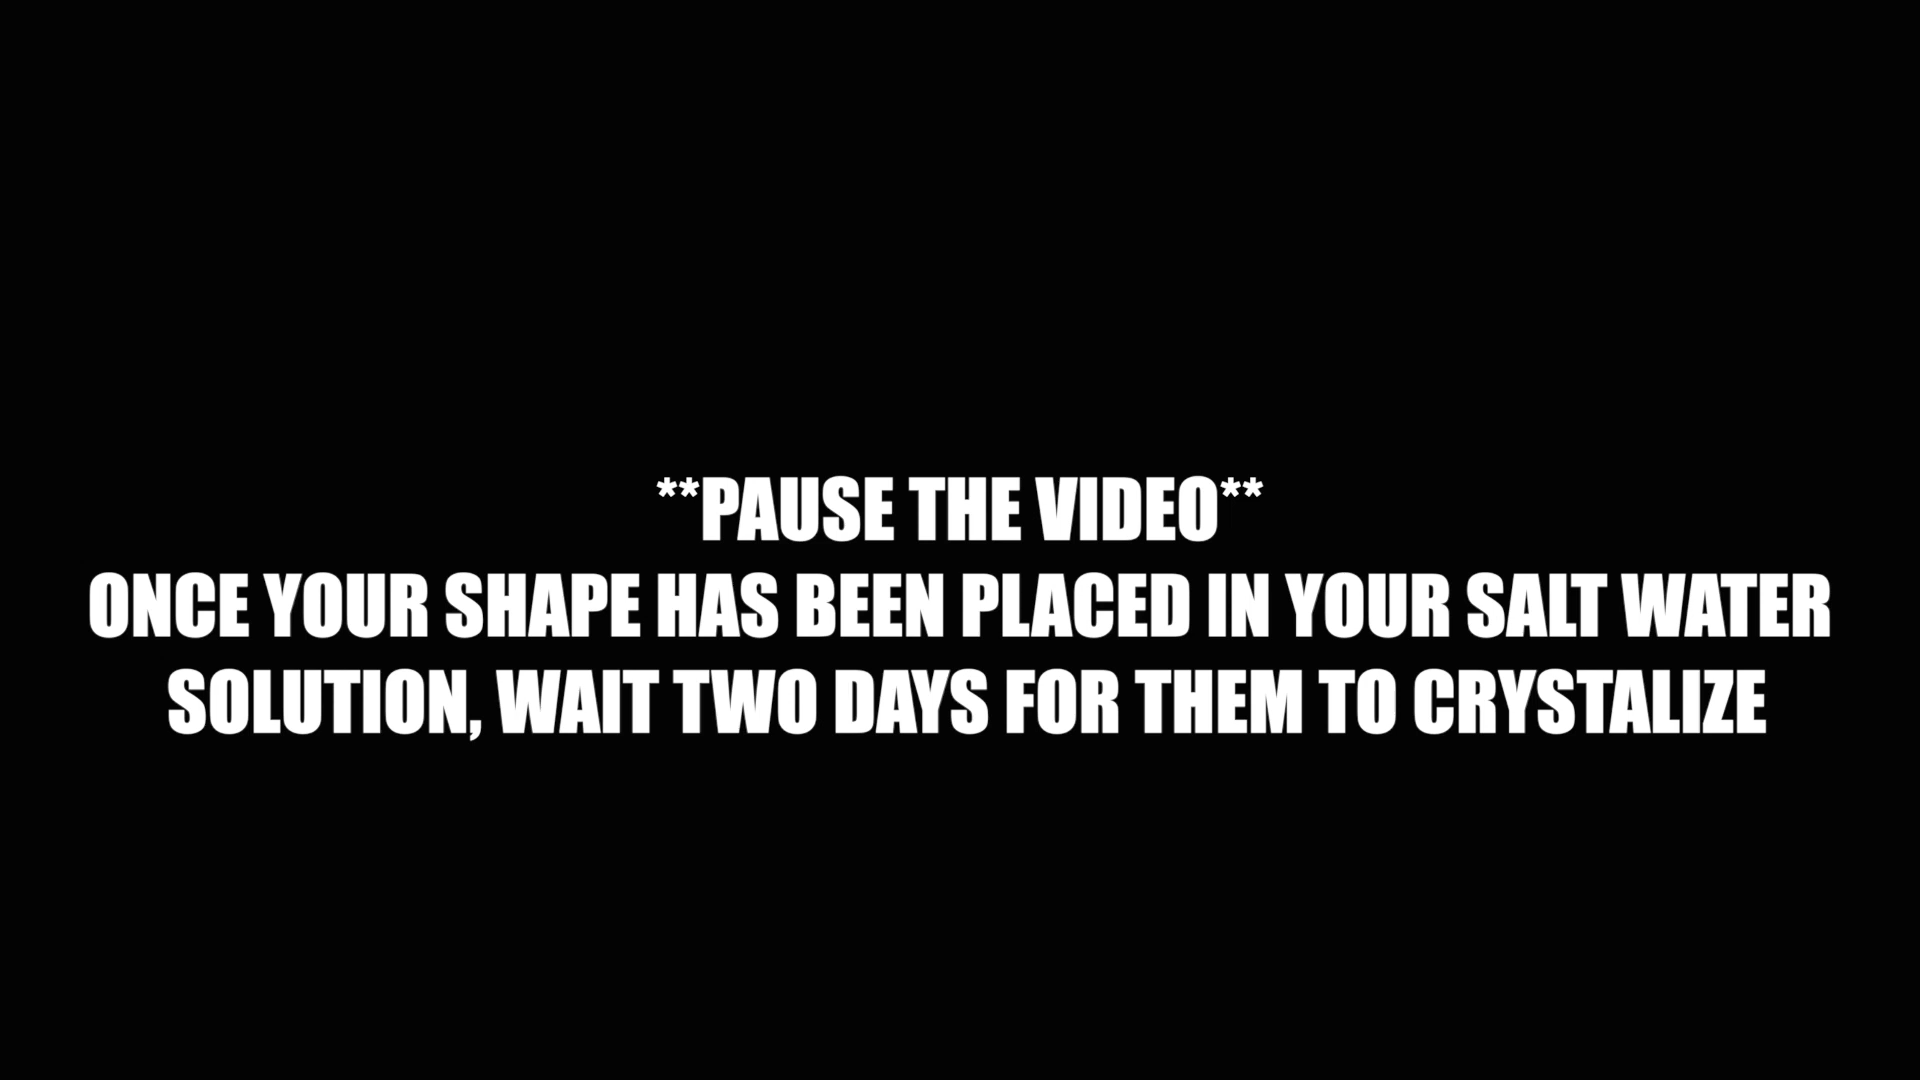 **PAUSE THE VIDEO**
ONCE YOUR SHAPE HAS BEEN PLACED IN YOUR SALT WATER
SOLUTION, WAIT TWO DAYS FOR THEM TO CRYSTALIZE